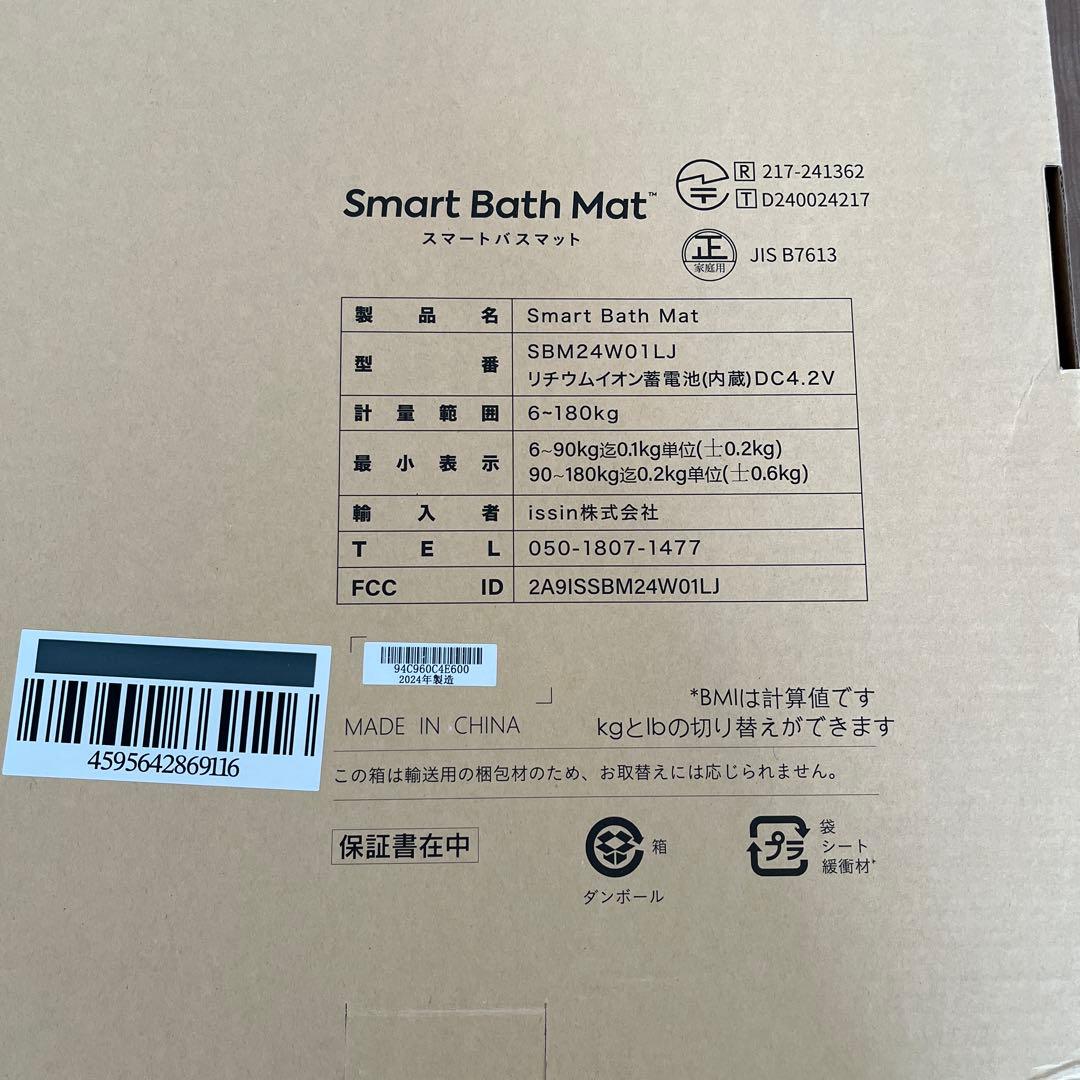 Smart Bath Mat™
スマートバスマット
R 217-241362
T D240024217
正
家庭用
JIS B7613
製品名 Smart Bath Mat
型番 SBM24W01LJ
リチウムイオン蓄電池(内蔵)DC4.2V
計量範囲 6~180kg
最小表示 6~90kg迄0.1kg単位(士0.2kg)
90~180kg迄0.2kg単位(士0.6kg)
輸入者 issin株式会社
TEL 050-1807-1477
FCC ID 2A9ISSBM24W01LJ
94C960C4E600
2024年製造
4595642869116
MADE IN CHINA
*BMIは計算値です
kgとlbの切り替えができます
この箱は輸送用の梱包材のため、お取替えには応じられません。
保証書在中
箱
ダンボール
プラ
袋
シート
緩衝材*